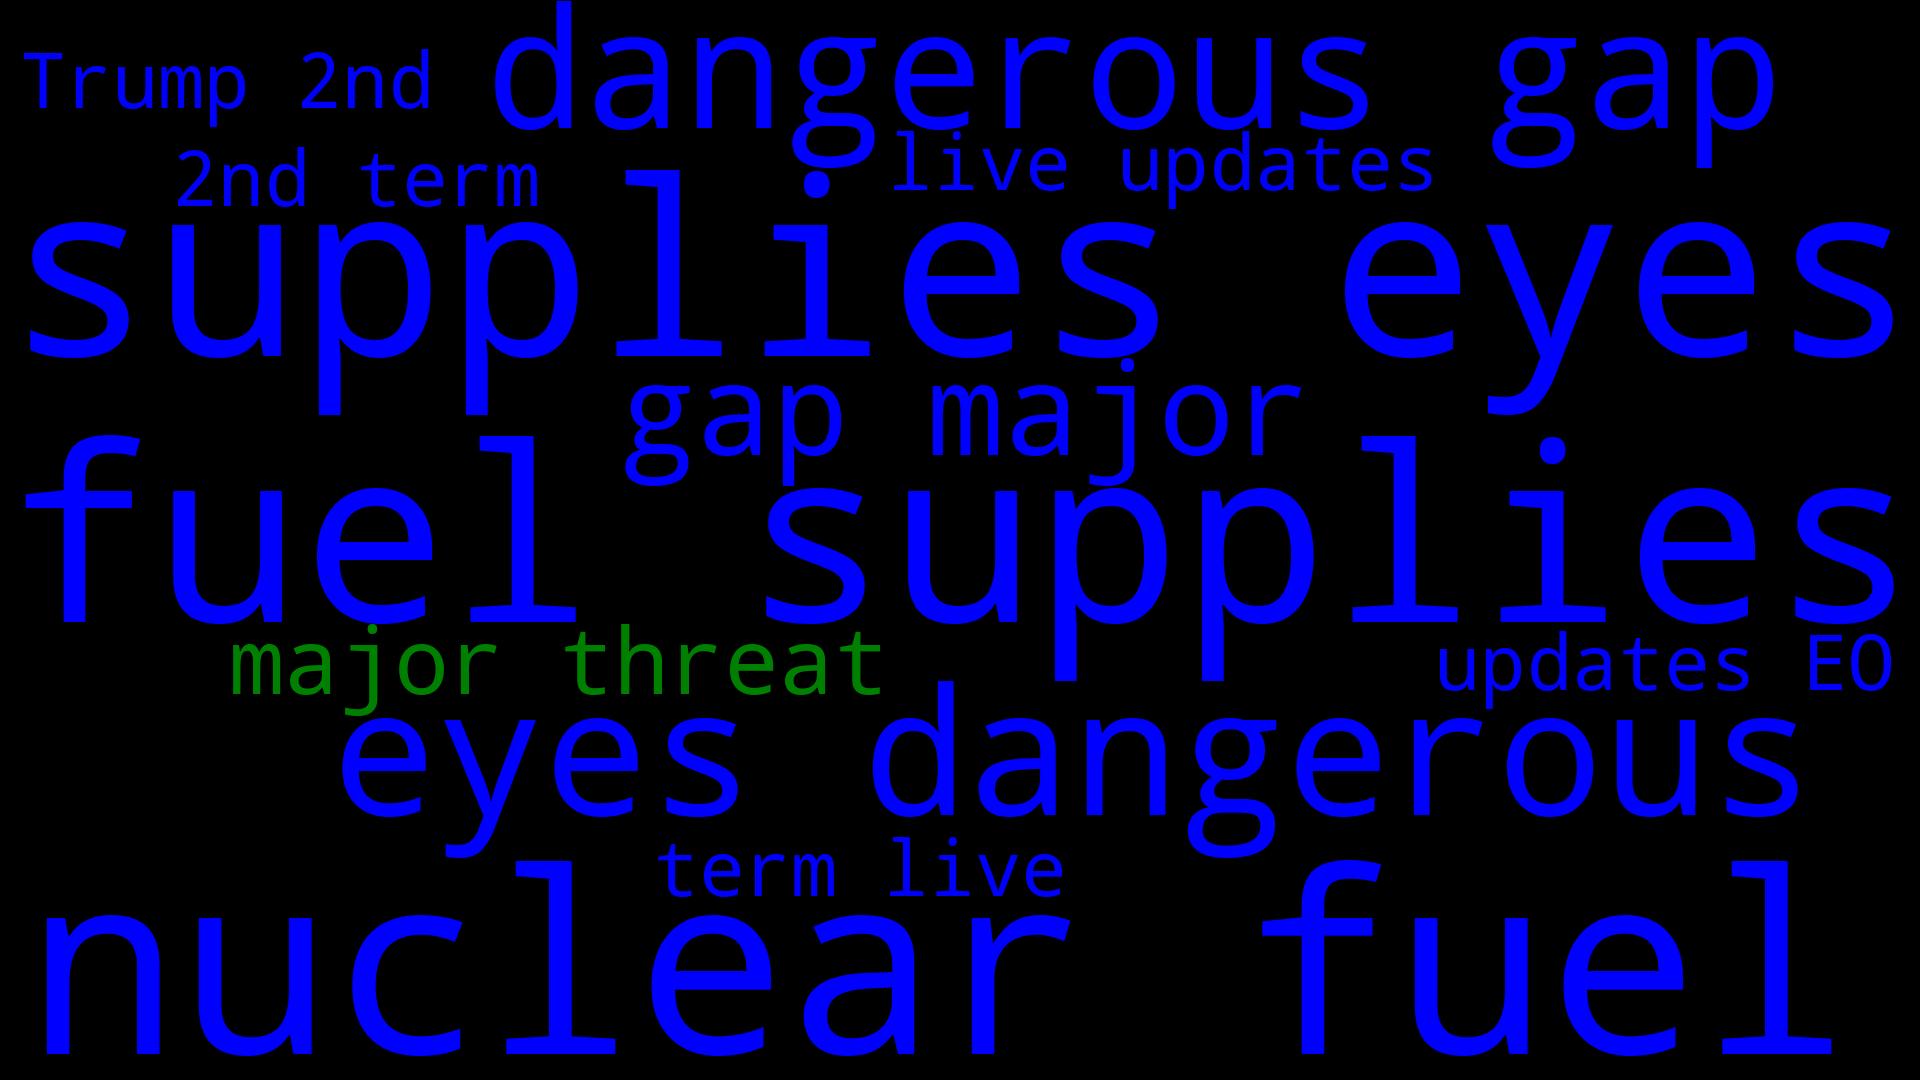 Trump 2nd
dangerous gap
2nd term
live updates
supplies eyes
gap major
fuel supplies
major threat
updates EO
eyes dangerous
term live
nuclear fuel